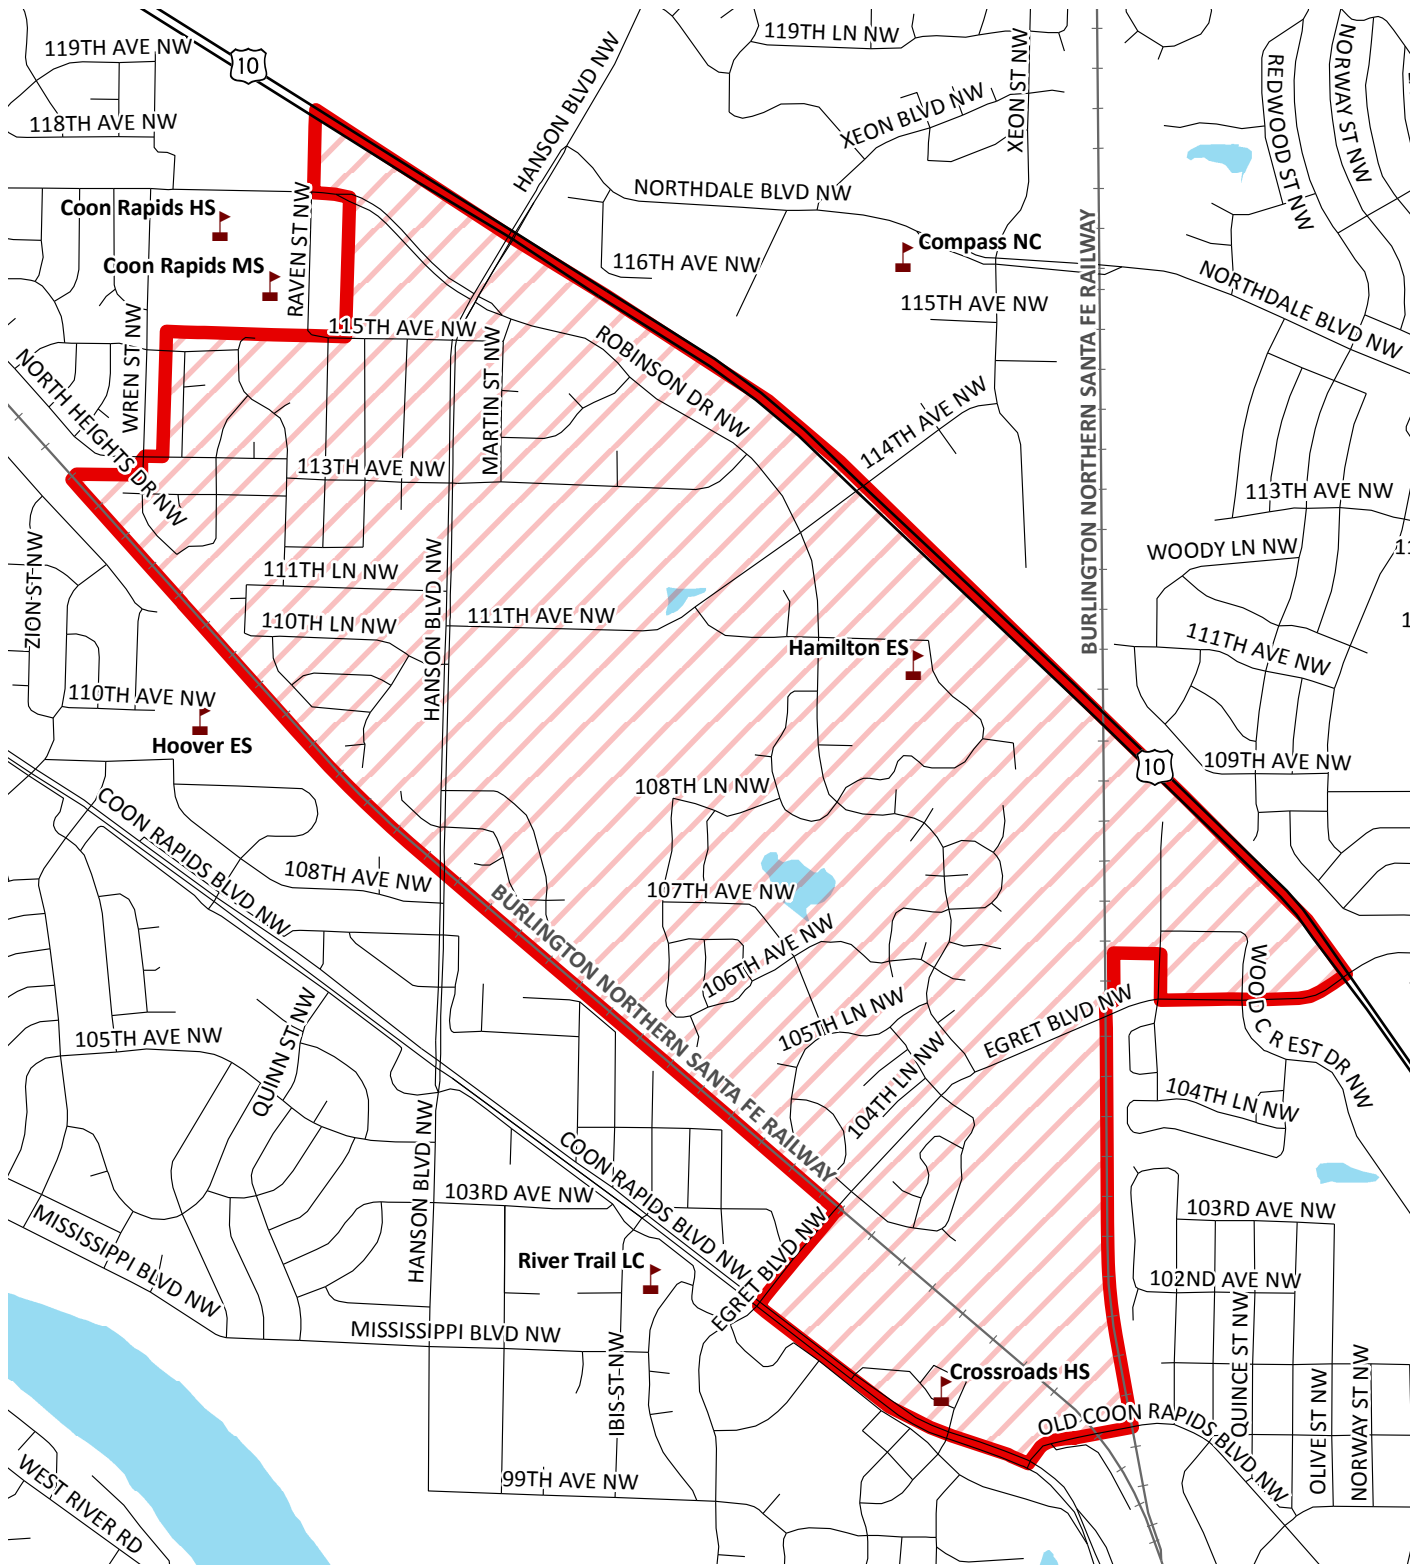 119TH LN NW
119TH AVE NW
10
HANSON BLVD NW
XEON ST NW
NORWAY ST NW
REDWOOD ST NW
XEON BLVD NW
118TH AVE NW
NORTHDALE BLVD NW
Coon Rapids HS
RAVEN ST NW
BURLINGTON NORTHERN SANTA FE RAILWAY
Compass NC
Coon Rapids MS
116TH AVE NW
NORTHDALE BLVD NW
115TH AVE NW
WREN ST NW
115TH AVE NW
ROBINSON DR NW
MARTIN ST NW
NORTH HEIGHTS DR NW
114TH AVE NW
113TH AVE NW
113TH AVE NW
ZION ST NW
WOODY LN NW
11
111TH LN NW
HANSON BLVD NW
111TH AVE NW
110TH LN NW
1
111TH AVE NW
Hamilton ES
110TH AVE NW
Hoover ES
10
109TH AVE NW
108TH LN NW
COON RAPIDS BLVD NW
108TH AVE NW
107TH AVE NW
BURLINGTON NORTHERN SANTA FE RAILWAY
106TH AVE NW
WOOD CREST DR NW
105TH LN NW
EGRET BLVD NW
QUINN ST NW
105TH AVE NW
104TH LN NW
104TH LN NW
HANSON BLVD NW
COON RAPIDS BLVD NW
103RD AVE NW
103RD AVE NW
MISSISSIPPI BLVD NW
EGRET BLVD NW
River Trail LC
102ND AVE NW
QUINCE ST NW
MISSISSIPPI BLVD NW
IBIS ST NW
Crossroads HS
OLIVE ST NW
NORWAY ST NW
OLD COON RAPIDS BLVD NW
99TH AVE NW
WEST RIVER RD